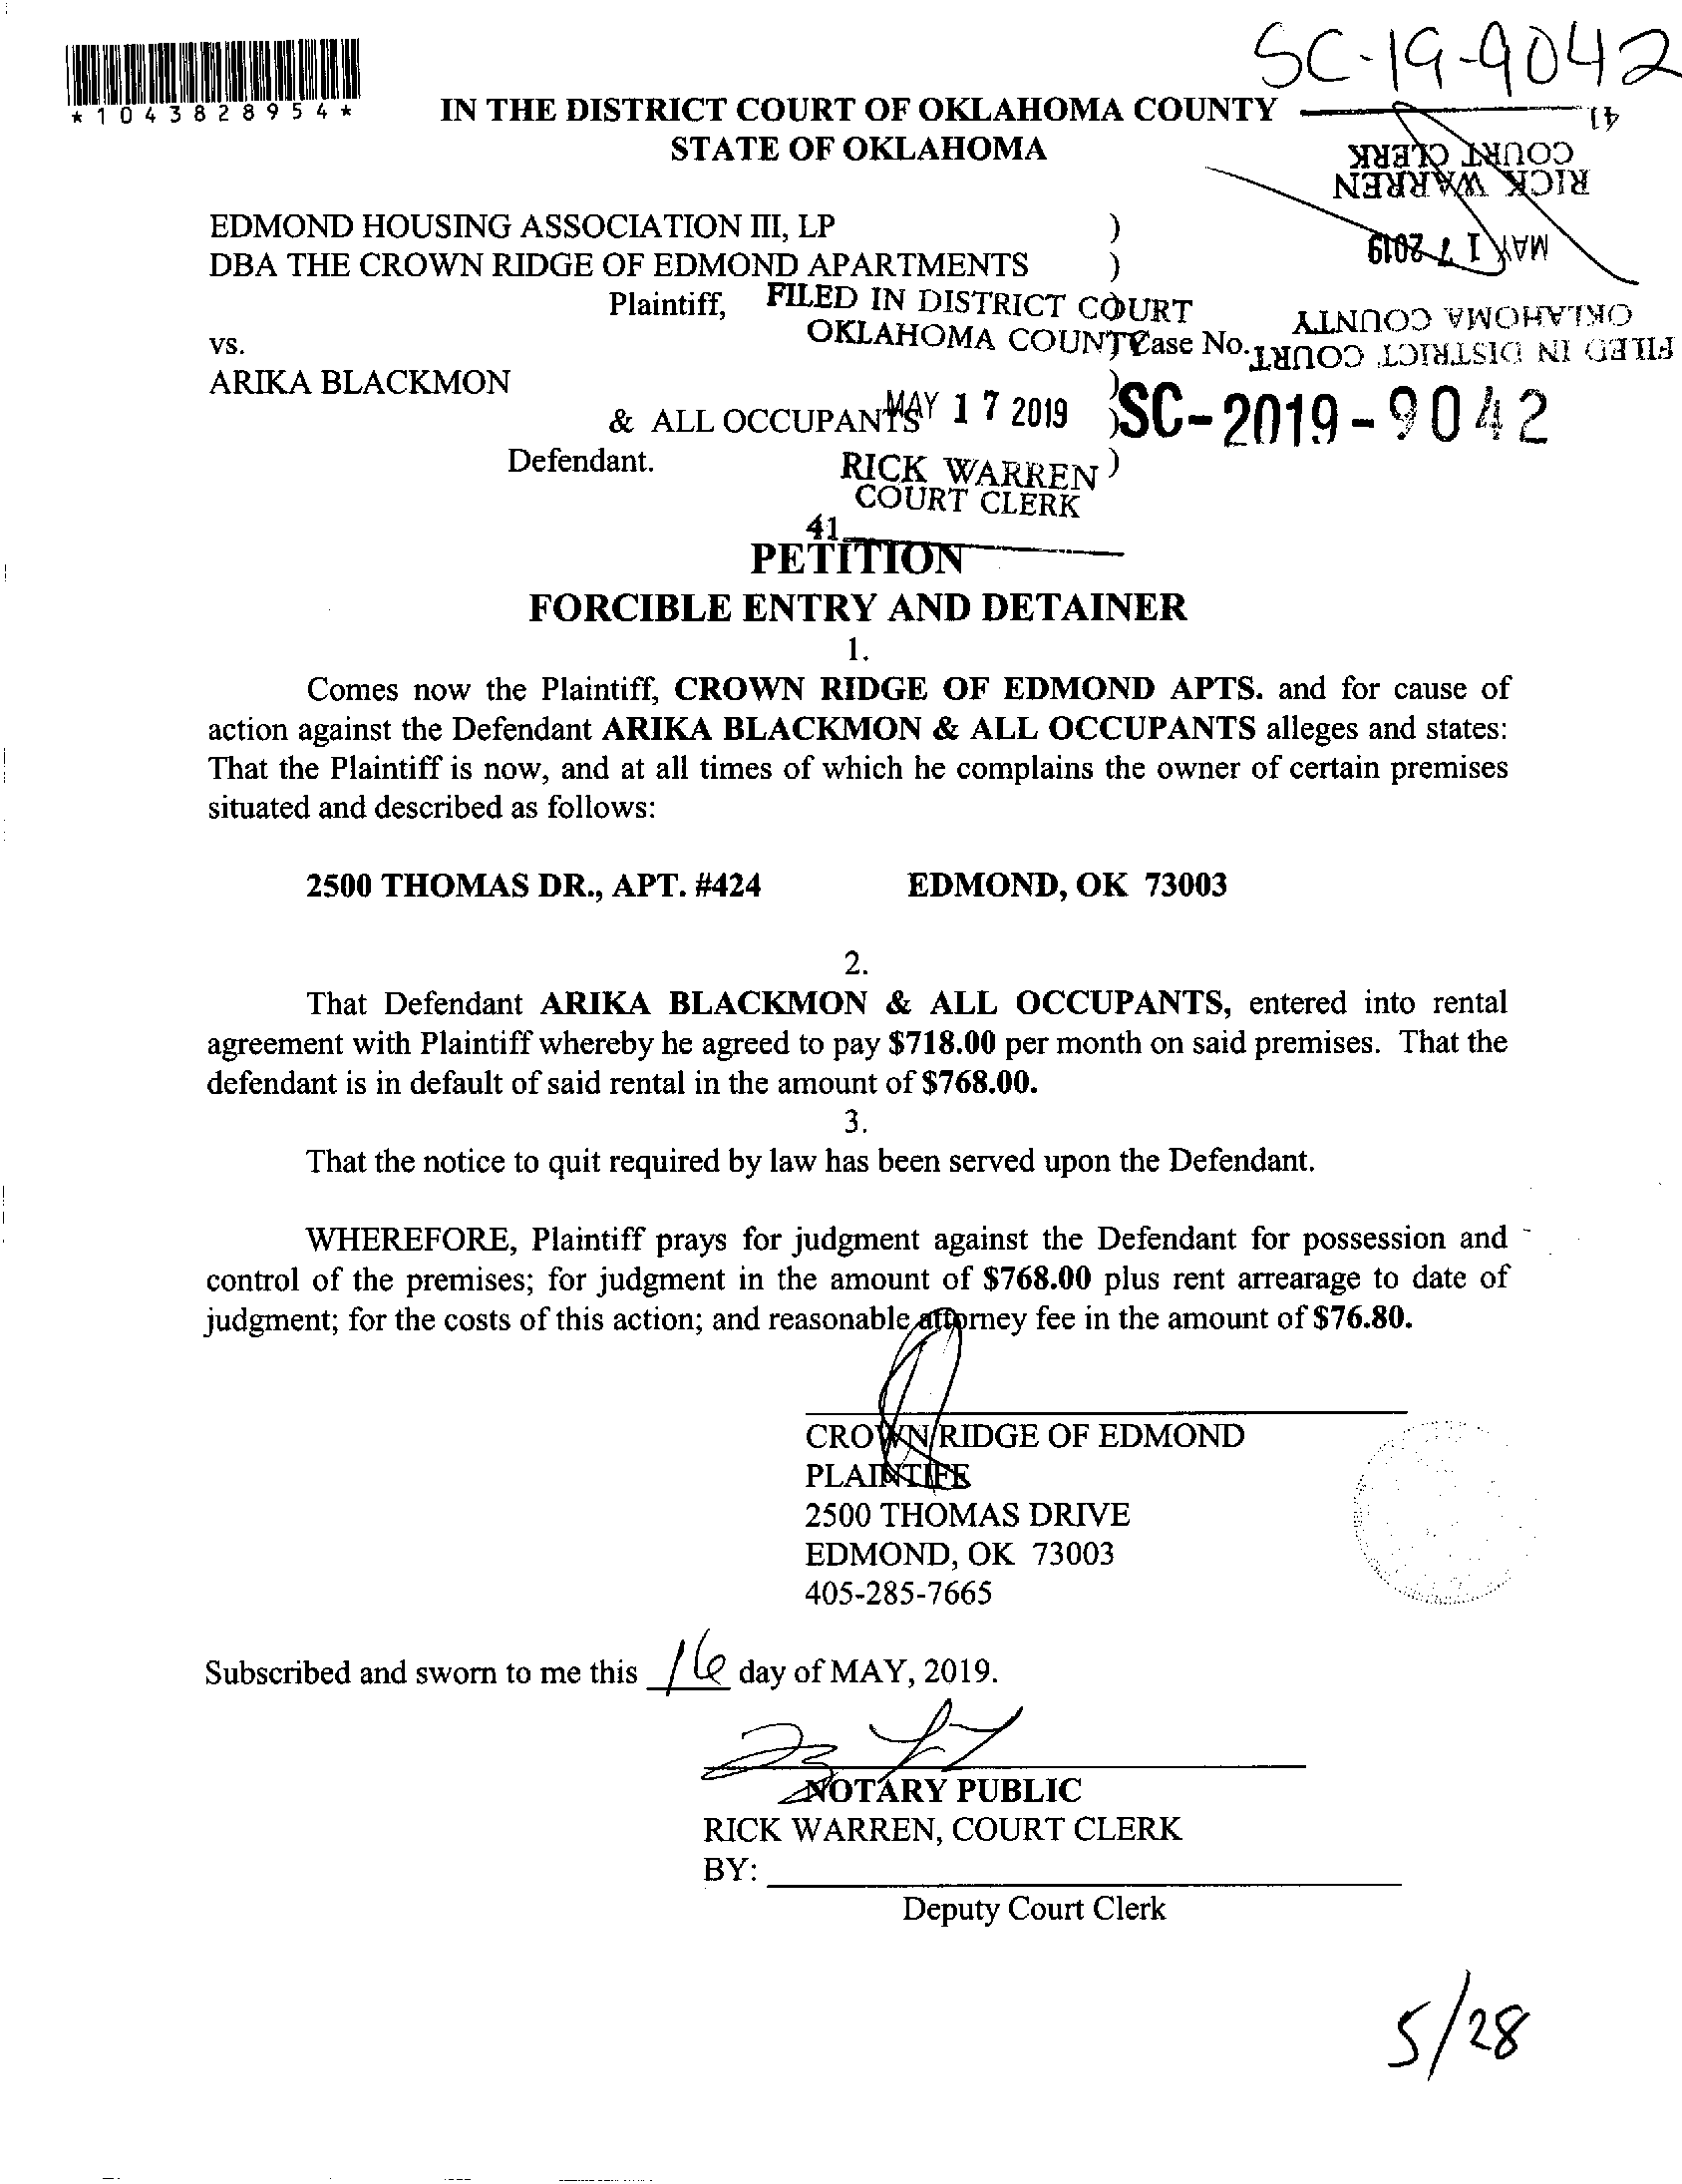 SC-19-9042
*1043828954*
IN THE DISTRICT COURT OF OKLAHOMA COUNTY
STATE OF OKLAHOMA
41
RICK WARREN
COURT CLERK
MAY 17 2019
FILED IN DISTRICT COURT
OKLAHOMA COUNTY
EDMOND HOUSING ASSOCIATION III, LP )
DBA THE CROWN RIDGE OF EDMOND APARTMENTS )
Plaintiff, )
FILED IN DISTRICT COURT
OKLAHOMA COUNTY
vs. ) Case No.
ARIKA BLACKMON )
& ALL OCCUPANTS )
MAY 17 2019
SC-2019-9042
Defendant. )
RICK WARREN
COURT CLERK
41
PETITION
FORCIBLE ENTRY AND DETAINER
1.
Comes now the Plaintiff, CROWN RIDGE OF EDMOND APTS. and for cause of
action against the Defendant ARIKA BLACKMON & ALL OCCUPANTS alleges and states:
That the Plaintiff is now, and at all times of which he complains the owner of certain premises
situated and described as follows:
2500 THOMAS DR., APT. #424 EDMOND, OK 73003
2.
That Defendant ARIKA BLACKMON & ALL OCCUPANTS, entered into rental
agreement with Plaintiff whereby he agreed to pay $718.00 per month on said premises. That the
defendant is in default of said rental in the amount of $768.00.
3.
That the notice to quit required by law has been served upon the Defendant.
WHEREFORE, Plaintiff prays for judgment against the Defendant for possession and
control of the premises; for judgment in the amount of $768.00 plus rent arrearage to date of
judgment; for the costs of this action; and reasonable attorney fee in the amount of $76.80.
CROWN RIDGE OF EDMOND
PLAINTIFF
2500 THOMAS DRIVE
EDMOND, OK 73003
405-285-7665
Subscribed and sworn to me this 16 day of MAY, 2019.
NOTARY PUBLIC
RICK WARREN, COURT CLERK
BY:
Deputy Court Clerk
5/28